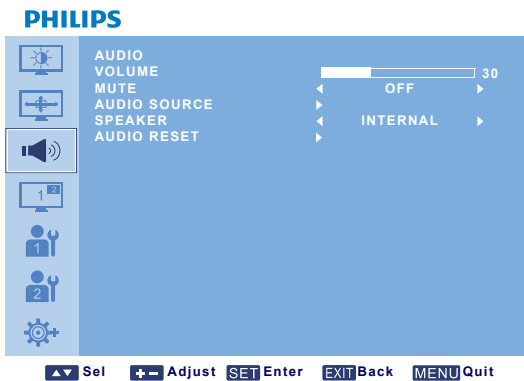 PHILIPS
AUDIO
VOLUME 30
MUTE OFF
AUDIO SOURCE
SPEAKER INTERNAL
AUDIO RESET
1 2
1
2
Sel Adjust SET Enter EXIT Back MENU Quit